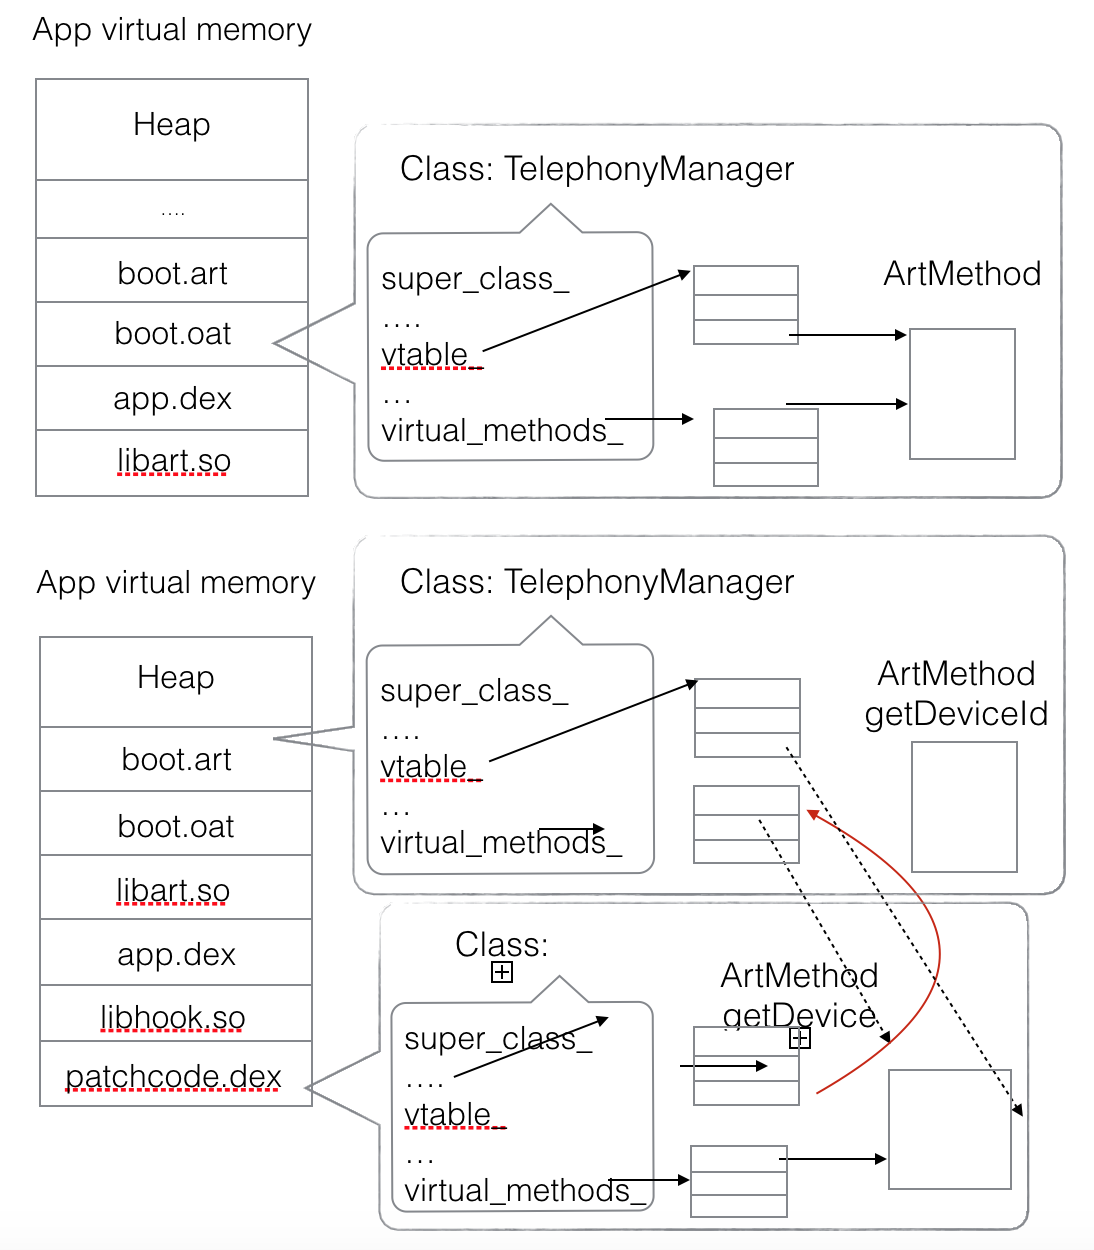 App virtual memory
Heap
....
boot.art
boot.oat
app.dex
libart.so
Class: TelephonyManager
super_class_
....
vtable_
...
virtual_methods_
ArtMethod
App virtual memory
Heap
boot.art
boot.oat
libart.so
app.dex
libhook.so
patchcode.dex
Class: TelephonyManager
super_class_
....
vtable_
...
virtual_methods_
ArtMethod
getDeviceId
Class:
super_class_
....
vtable_
...
virtual_methods_
ArtMethod
getDevice